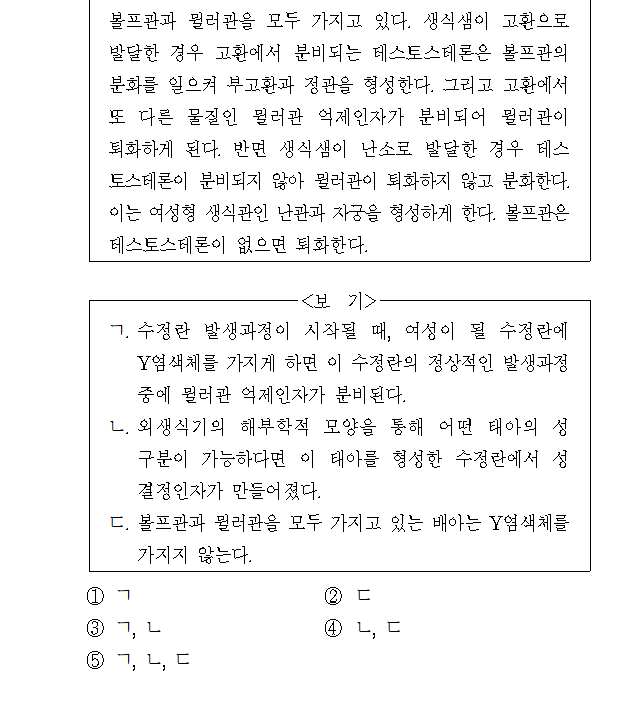 볼프관과 뮐러관을 모두 가지고 있다. 생식샘이 고환으로
발달한 경우 고환에서 분비되는 테스토스테론은 볼프관의
분화를 일으켜 부고환과 정관을 형성한다. 그리고 고환에서
또 다른 물질인 뮐러관 억제인자가 분비되어 뮐러관이
퇴화하게 된다. 반면 생식샘이 난소로 발달한 경우 테스
토스테론이 분비되지 않아 뮐러관이 퇴화하지 않고 분화한다.
이는 여성형 생식관인 난관과 자궁을 형성하게 한다. 볼프관은
테스토스테론이 없으면 퇴화한다.
<보 기>
ㄱ. 수정란 발생과정이 시작될 때, 여성이 될 수정란에
Y염색체를 가지게 하면 이 수정란의 정상적인 발생과정
중에 뮐러관 억제인자가 분비된다.
ㄴ. 외생식기의 해부학적 모양을 통해 어떤 태아의 성
구분이 가능하다면 이 태아를 형성한 수정란에서 성
결정인자가 만들어졌다.
ㄷ. 볼프관과 뮐러관을 모두 가지고 있는 배아는 Y염색체를
가지지 않는다.
① ㄱ ② ㄷ
③ ㄱ, ㄴ ④ ㄴ, ㄷ
⑤ ㄱ, ㄴ, ㄷ